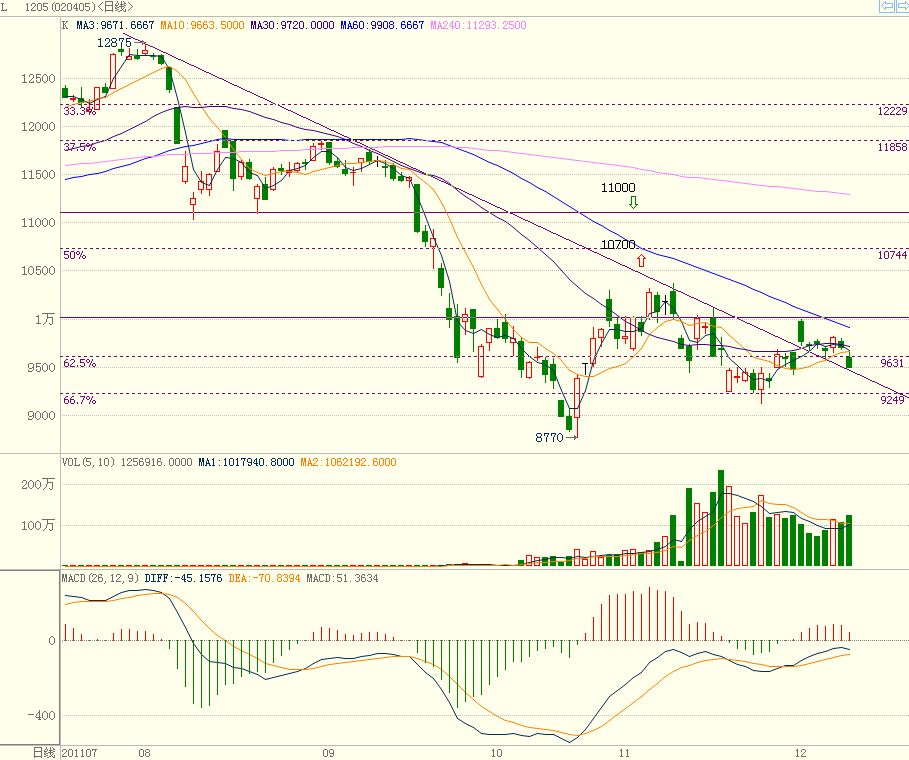 L 1205(020405)<日线>
K MA3:9671.6667 MA10:9663.5000 MA30:9720.0000 MA60:9908.6667 MA240:11293.2500
12875
12500
33.3% 12229
12000
37.5% 11858
11500
11000
11000
10700
50% 10744
10500
1万
9500
62.5% 9631
66.7% 9249
9000
8770
VOL(5,10) 1256916.0000 MA1:1017940.8000 MA2:1062192.6000
200万
100万
MACD(26,12,9) DIFF:-45.1576 DEA:-70.8394 MACD:51.3634
0
-400
日线 201107 08 09 10 11 12